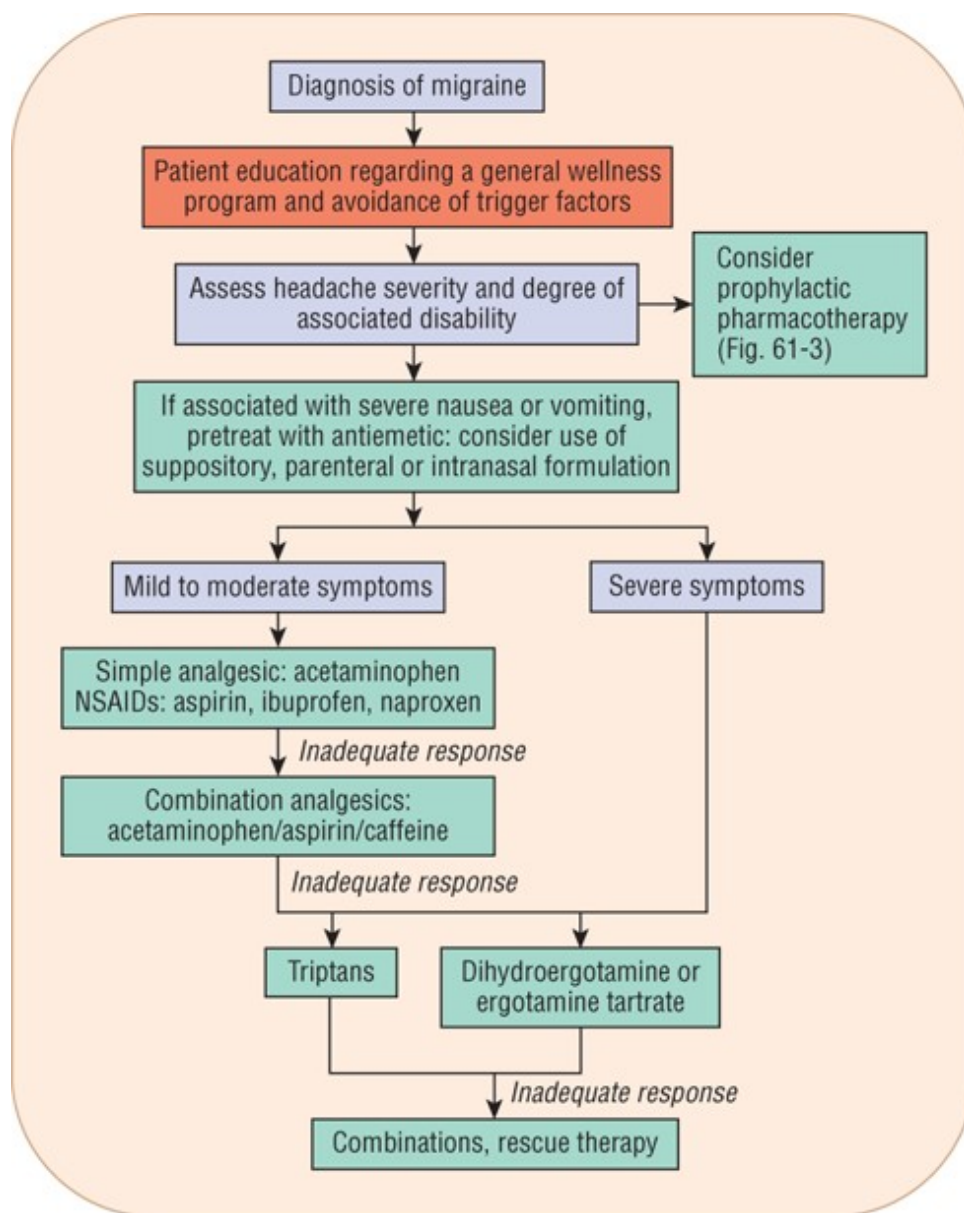 Diagnosis of migraine
Patient education regarding a general wellness
program and avoidance of trigger factors
Assess headache severity and degree of
associated disability
Consider
prophylactic
pharmacotherapy
(Fig. 61-3)
If associated with severe nausea or vomiting,
pretreat with antiemetic: consider use of
suppository, parenteral or intranasal formulation
Mild to moderate symptoms
Severe symptoms
Simple analgesic: acetaminophen
NSAIDs: aspirin, ibuprofen, naproxen
Inadequate response
Combination analgesics:
acetaminophen/aspirin/caffeine
Inadequate response
Triptans
Dihydroergotamine or
ergotamine tartrate
Inadequate response
Combinations, rescue therapy